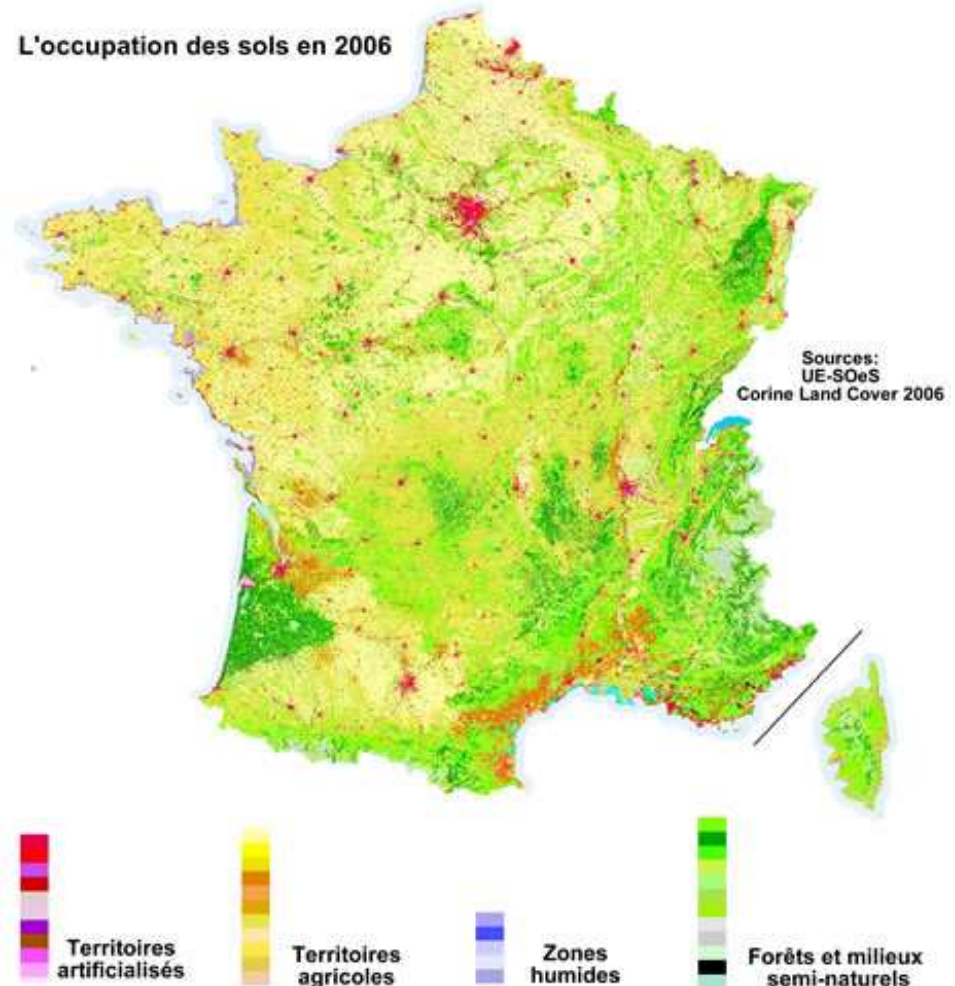 L'occupation des sols en 2006
Sources:
UE-SOeS
Corine Land Cover 2006
Territoires
artificialisés
Territoires
agricoles
Zones
humides
Forêts et milieux
semi-naturels